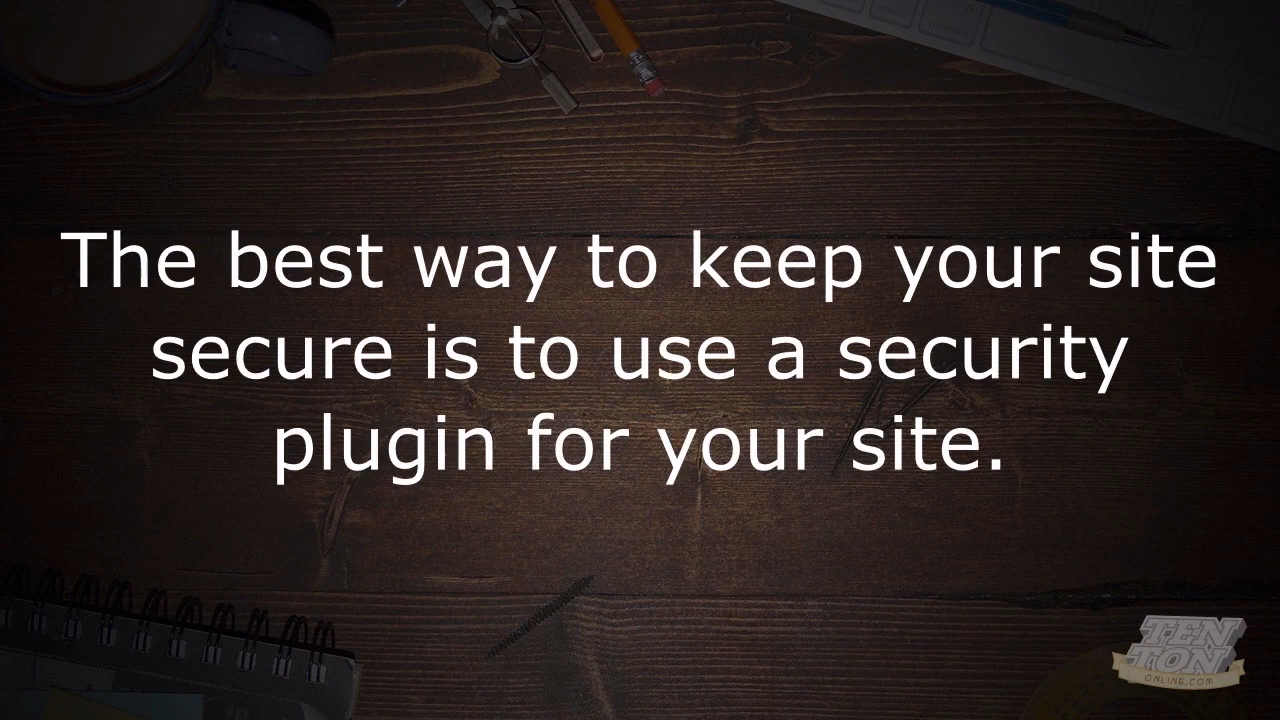 The best way to keep your site
secure is to use a security
plugin for your site.
TEN
TON
ONLINE.COM